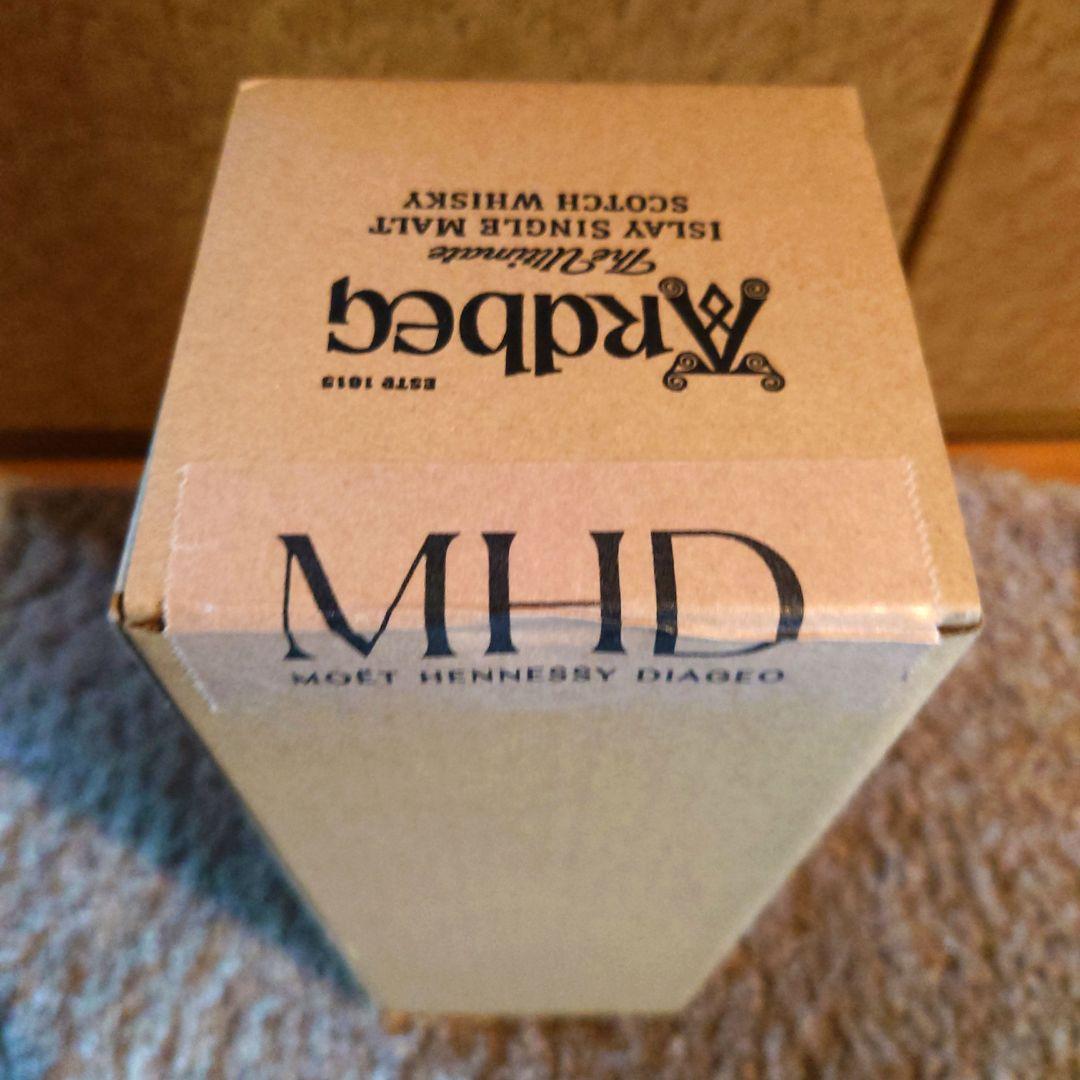 ESTD 1815
Ardbeg
The Ultimate
ISLAY SINGLE MALT
SCOTCH WHISKY
MHD
MOËT HENNESSY DIAGEO